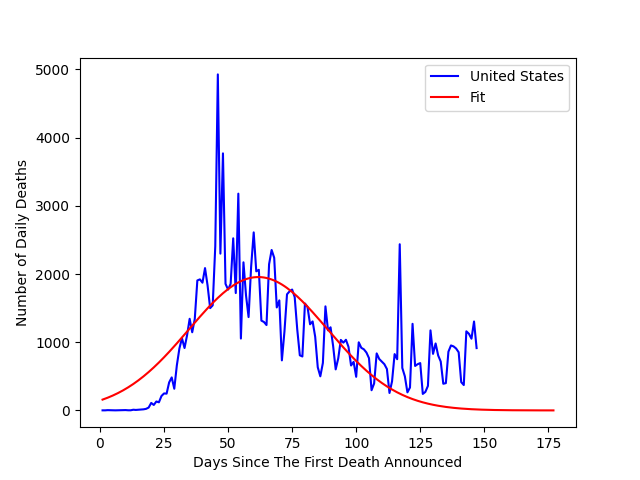 United States
Fit
5000
4000
3000
2000
1000
0
Number of Daily Deaths
0 25 50 75 100 125 150 175
Days Since The First Death Announced